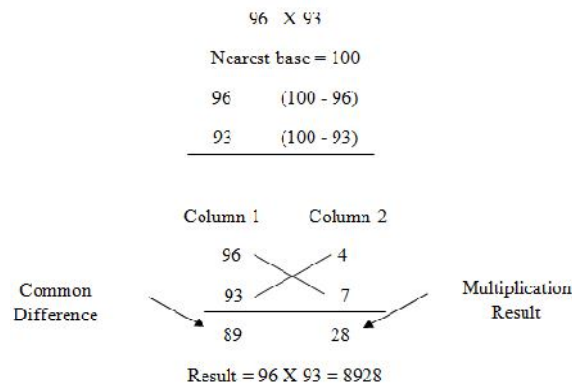 96 X 93
Nearest base = 100
96 (100 - 96)
93 (100 - 93)
Column 1 Column 2
96 4
93 7
Common Difference
Multiplication Result
89 28
Result = 96 X 93 = 8928